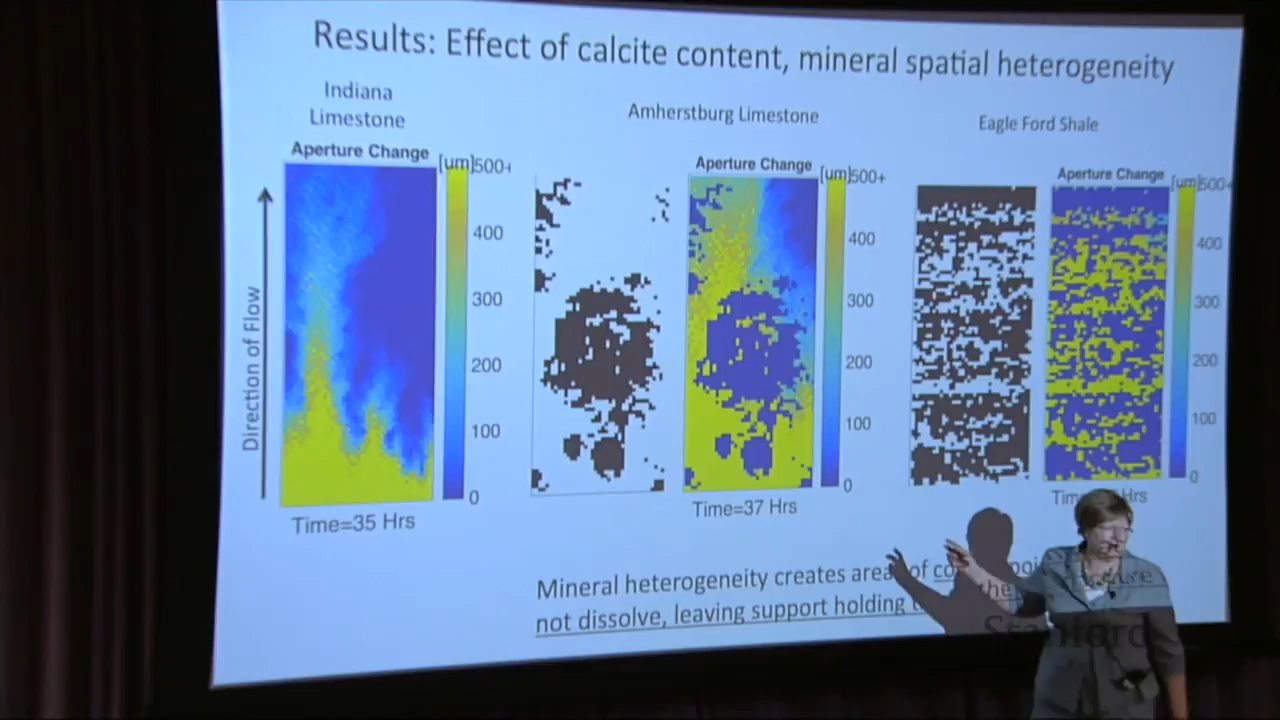 Results: Effect of calcite content, mineral spatial heterogeneity
Indiana
Limestone
Amherstburg Limestone
Eagle Ford Shale
Aperture Change
[um]500+
400
300
200
100
0
Direction of Flow
Time=35 Hrs
Aperture Change
[um]500+
400
300
200
100
0
Time=37 Hrs
Aperture Change
[um]500+
400
300
200
100
0
Hrs
Mineral heterogeneity creates area of
not dissolve, leaving support holding
Stanford